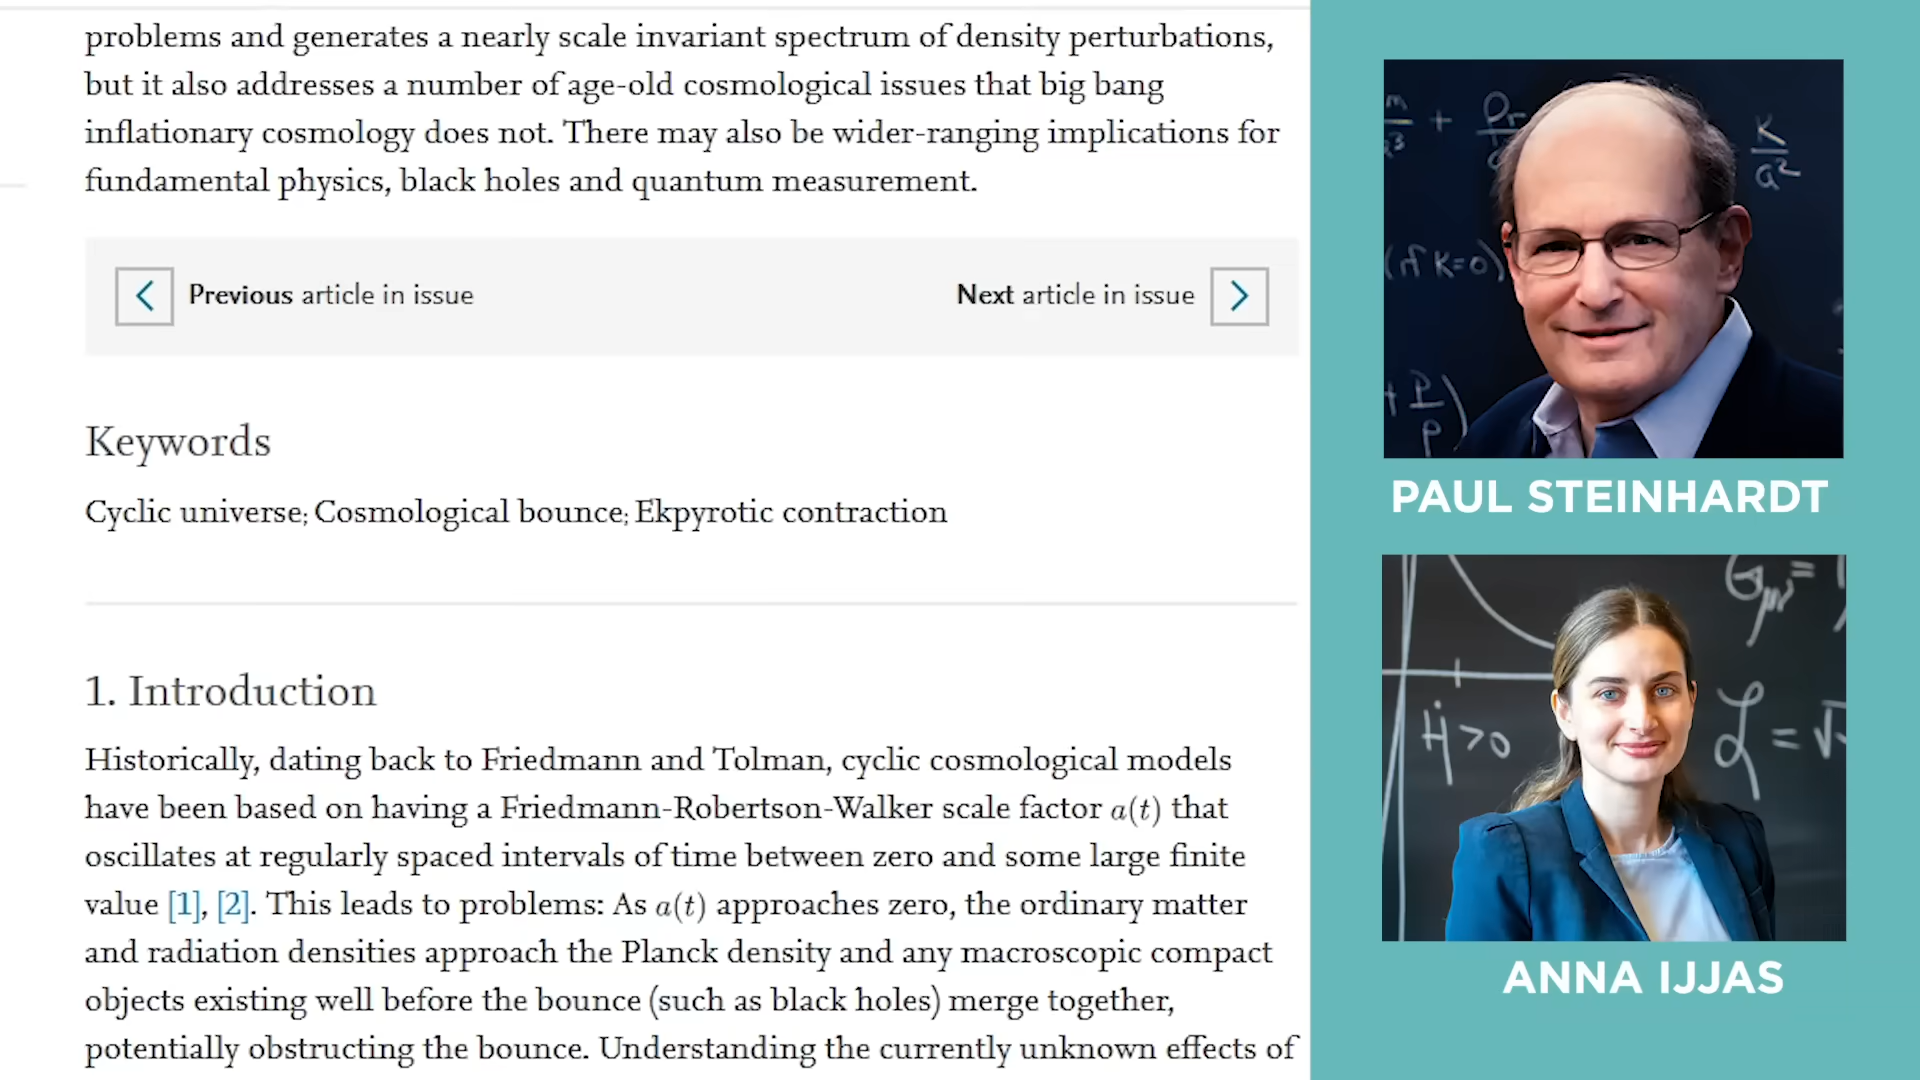 problems and generates a nearly scale invariant spectrum of density perturbations,
but it also addresses a number of age-old cosmological issues that big bang
inflationary cosmology does not. There may also be wider-ranging implications for
fundamental physics, black holes and quantum measurement.
Previous article in issue
Next article in issue
Keywords
Cyclic universe; Cosmological bounce; Ekpyrotic contraction
1. Introduction
Historically, dating back to Friedmann and Tolman, cyclic cosmological models
have been based on having a Friedmann-Robertson-Walker scale factor a(t) that
oscillates at regularly spaced intervals of time between zero and some large finite
value [1], [2]. This leads to problems: As a(t) approaches zero, the ordinary matter
and radiation densities approach the Planck density and any macroscopic compact
objects existing well before the bounce (such as black holes) merge together,
potentially obstructing the bounce. Understanding the currently unknown effects of
K
a²
(if K=0)
PAUL STEINHARDT
Ḣ>0
ANNA IJJAS